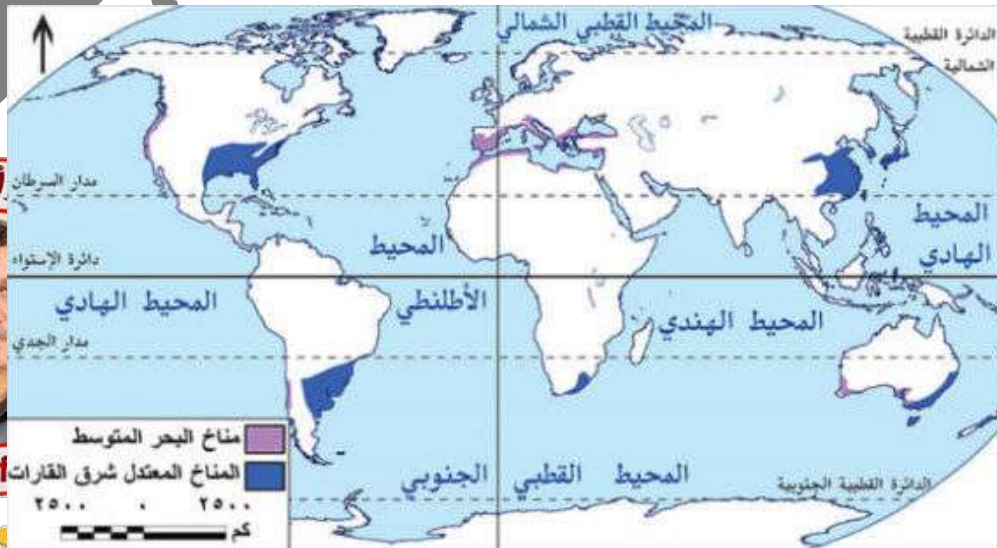 المحيط القطبي الشمالي
الدائرة القطبية
الشمالية
مدار السرطان
المحيط
الهادي
المحيط
دائرة الإستواء
الأطلنطي
المحيط الهادي
المحيط الهندي
مدار الجدي
مناخ البحر المتوسط
المناخ المعتدل شرق القارات
٢٥٠٠ ٠ ٢٥٠٠
كم
المحيط القطبي الجنوبي
الدائرة القطبية الجنوبية